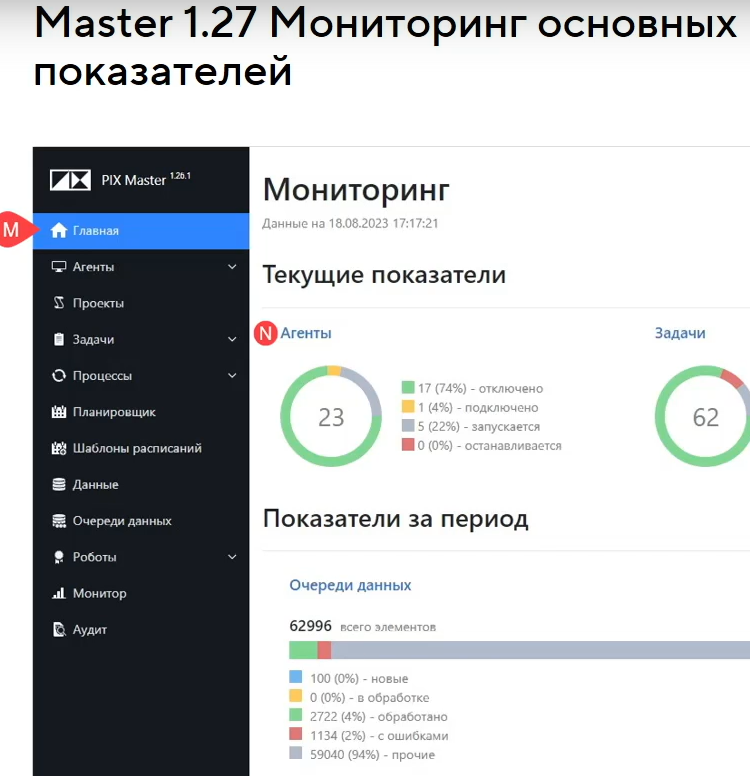 Master 1.27 Мониторинг основных
показателей
PIX Master 1.26.1
M
Главная
Агенты
Проекты
Задачи
Процессы
Планировщик
Шаблоны расписаний
Данные
Очереди данных
Роботы
Монитор
Аудит
Мониторинг
Данные на 18.08.2023 17:17:21
Текущие показатели
N Агенты
23
17 (74%) - отключено
1 (4%) - подключено
5 (22%) - запускается
0 (0%) - останавливается
Задачи
62
Показатели за период
Очереди данных
62996 всего элементов
100 (0%) - новые
0 (0%) - в обработке
2722 (4%) - обработано
1134 (2%) - с ошибками
59040 (94%) - прочие